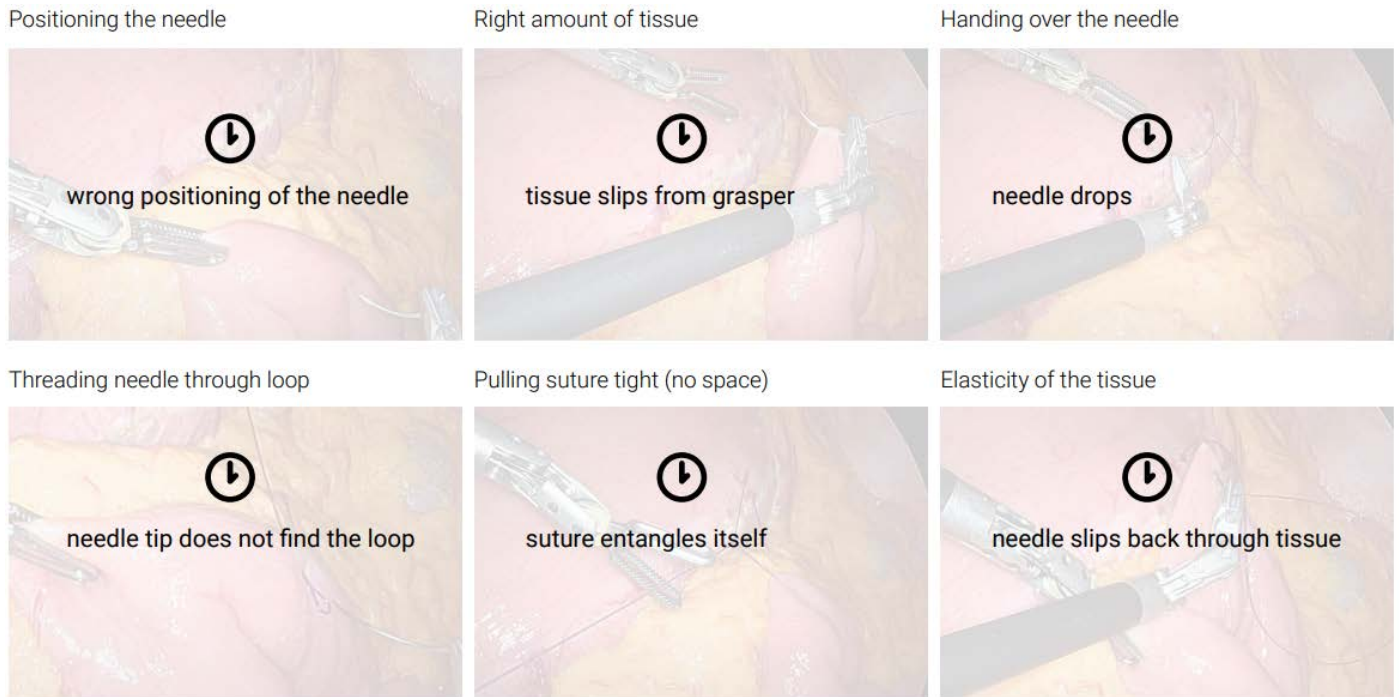 Positioning the needle
Right amount of tissue
Handing over the needle
wrong positioning of the needle
tissue slips from grasper
needle drops
Threading needle through loop
Pulling suture tight (no space)
Elasticity of the tissue
needle tip does not find the loop
suture entangles itself
needle slips back through tissue